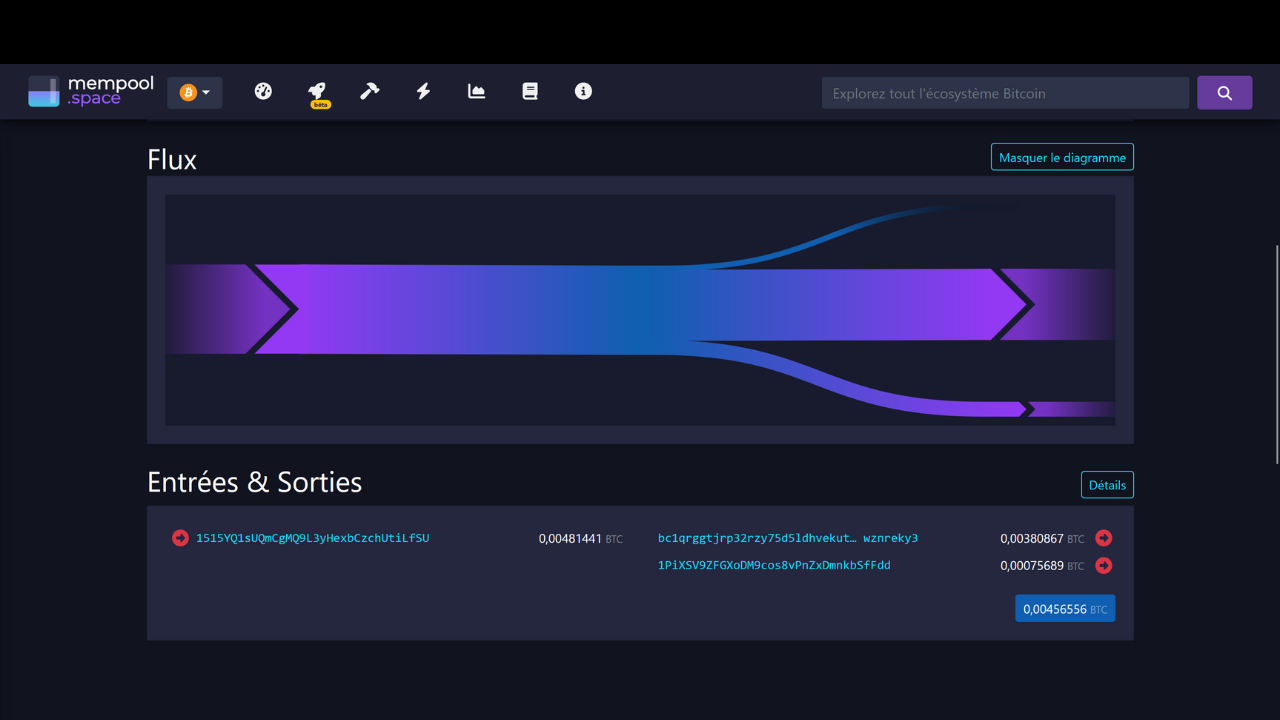 mempool
.space
bêta
Explorez tout l'écosystème Bitcoin
Flux
Masquer le diagramme
Entrées & Sorties
Détails
1515YQ1sUQmCgMQ9L3yHexbCzchUtiLfSU 0,00481441 BTC
bc1qrggtjrp32rzy75d5ldhvekut… wznreky3 0,00380867 BTC
1PiXSV9ZFGXoDM9cos8vPnZxDmnkbSfFdd 0,00075689 BTC
0,00456556 BTC